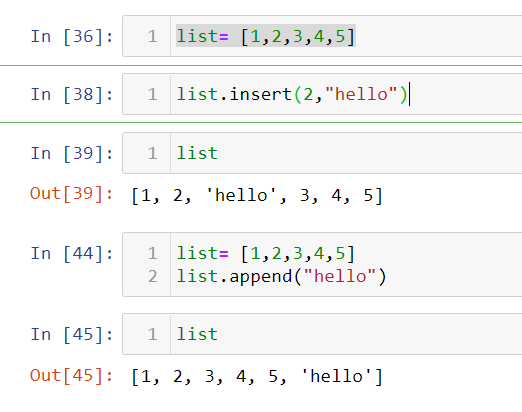 In [36]: 1 list= [1,2,3,4,5]
In [38]: 1 list.insert(2,"hello")
In [39]: 1 list
Out[39]: [1, 2, 'hello', 3, 4, 5]
In [44]: 1 list= [1,2,3,4,5]
2 list.append("hello")
In [45]: 1 list
Out[45]: [1, 2, 3, 4, 5, 'hello']